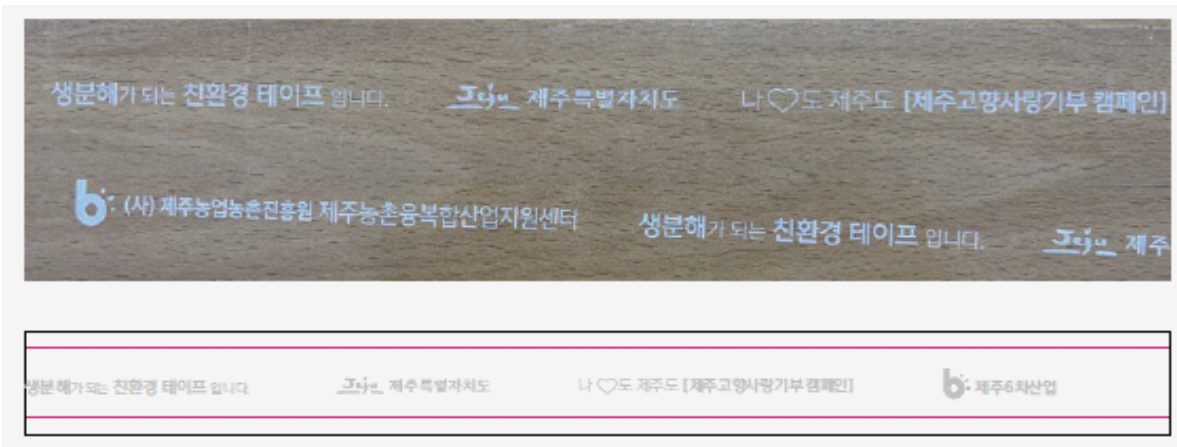 생분해가 되는 친환경 테이프 입니다. Jeju 제주특별자치도 나♡도 제주도 [제주고향사랑기부 캠페인]
b (사) 제주농업농촌진흥원 제주농촌융복합산업지원센터 생분해가 되는 친환경 테이프 입니다. Jeju 제주
생분해가 되는 친환경 테이프 입니다. Jeju 제주특별자치도 나♡도 제주도 [제주고향사랑기부 캠페인] b 제주6차산업